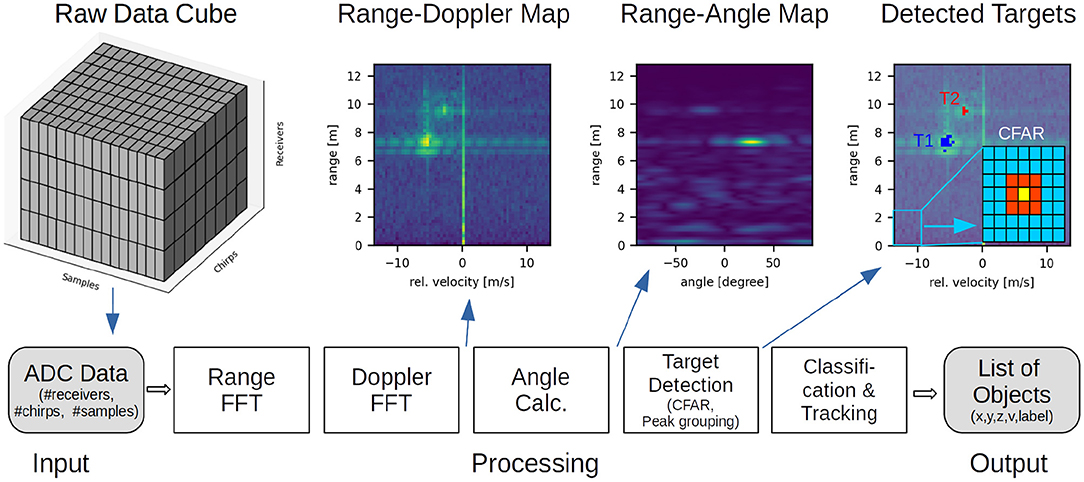 Raw Data Cube
Range-Doppler Map
Range-Angle Map
Detected Targets
Receivers
Chirps
Samples
12
10
8
6
4
2
0
range [m]
−10
0
10
rel. velocity [m/s]
12
10
8
6
4
2
0
range [m]
−50
0
50
angle [degree]
12
10
8
6
4
2
0
range [m]
T2
T1
CFAR
−10
0
10
rel. velocity [m/s]
ADC Data
(#receivers,
#chirps, #samples)
Range
FFT
Doppler
FFT
Angle
Calc.
Target
Detection
(CFAR,
Peak grouping)
Classifi-
cation &
Tracking
List of
Objects
(x,y,z,v,label)
Input
Processing
Output